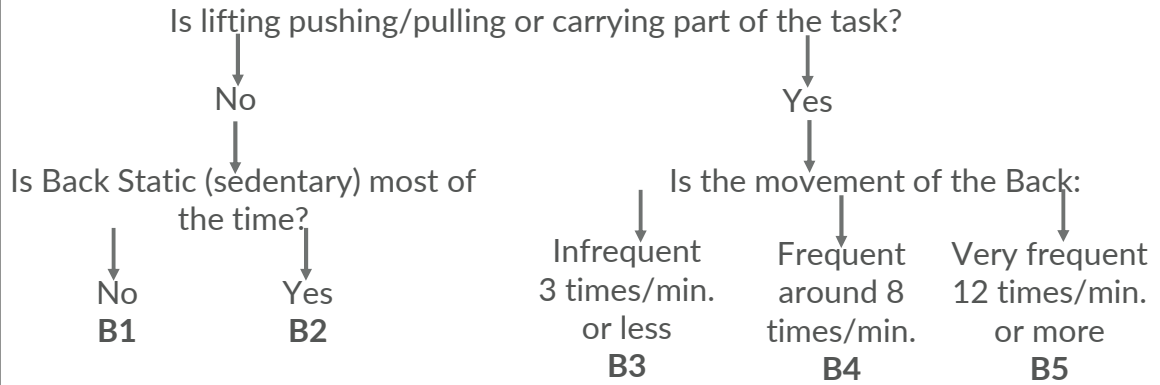 Is lifting pushing/pulling or carrying part of the task?
No
Yes
Is Back Static (sedentary) most of
the time?
Is the movement of the Back:
No
B1
Yes
B2
Infrequent
3 times/min.
or less
B3
Frequent
around 8
times/min.
B4
Very frequent
12 times/min.
or more
B5